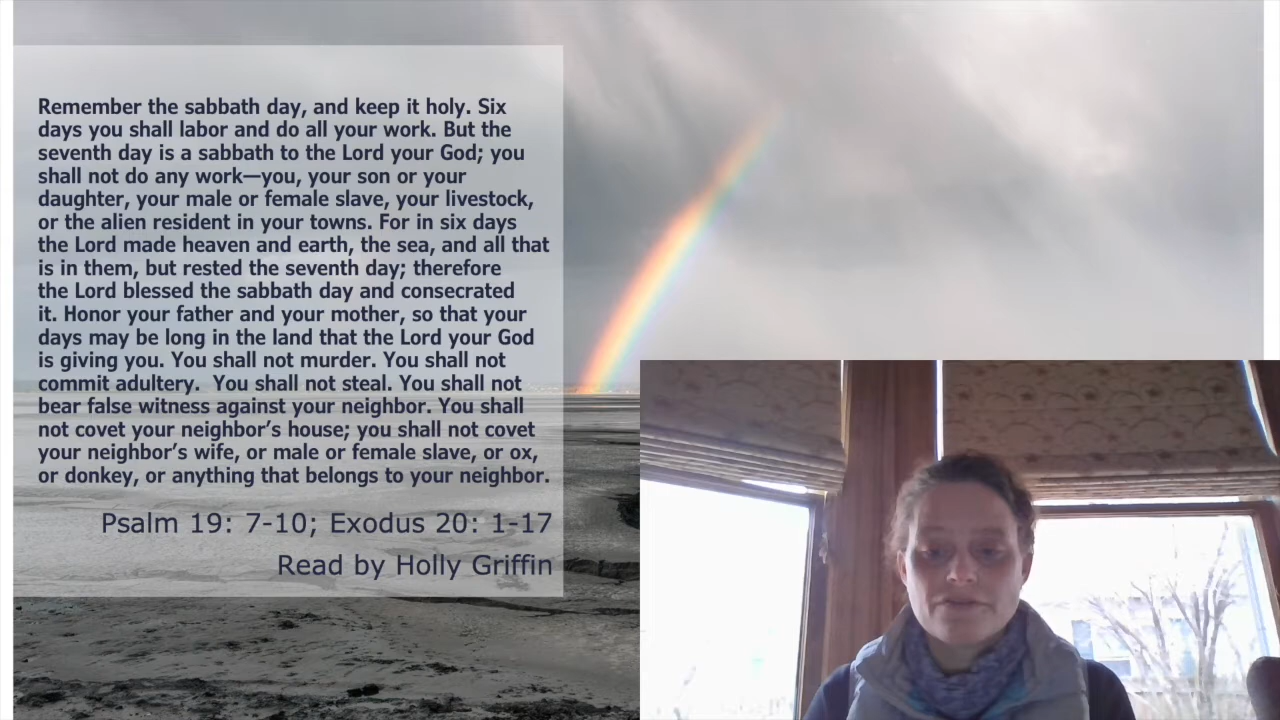 Remember the sabbath day, and keep it holy. Six
days you shall labor and do all your work. But the
seventh day is a sabbath to the Lord your God; you
shall not do any work—you, your son or your
daughter, your male or female slave, your livestock,
or the alien resident in your towns. For in six days
the Lord made heaven and earth, the sea, and all that
is in them, but rested the seventh day; therefore
the Lord blessed the sabbath day and consecrated
it. Honor your father and your mother, so that your
days may be long in the land that the Lord your God
is giving you. You shall not murder. You shall not
commit adultery.  You shall not steal. You shall not
bear false witness against your neighbor. You shall
not covet your neighbor’s house; you shall not covet
your neighbor’s wife, or male or female slave, or ox,
or donkey, or anything that belongs to your neighbor.
Psalm 19: 7-10; Exodus 20: 1-17
Read by Holly Griffin